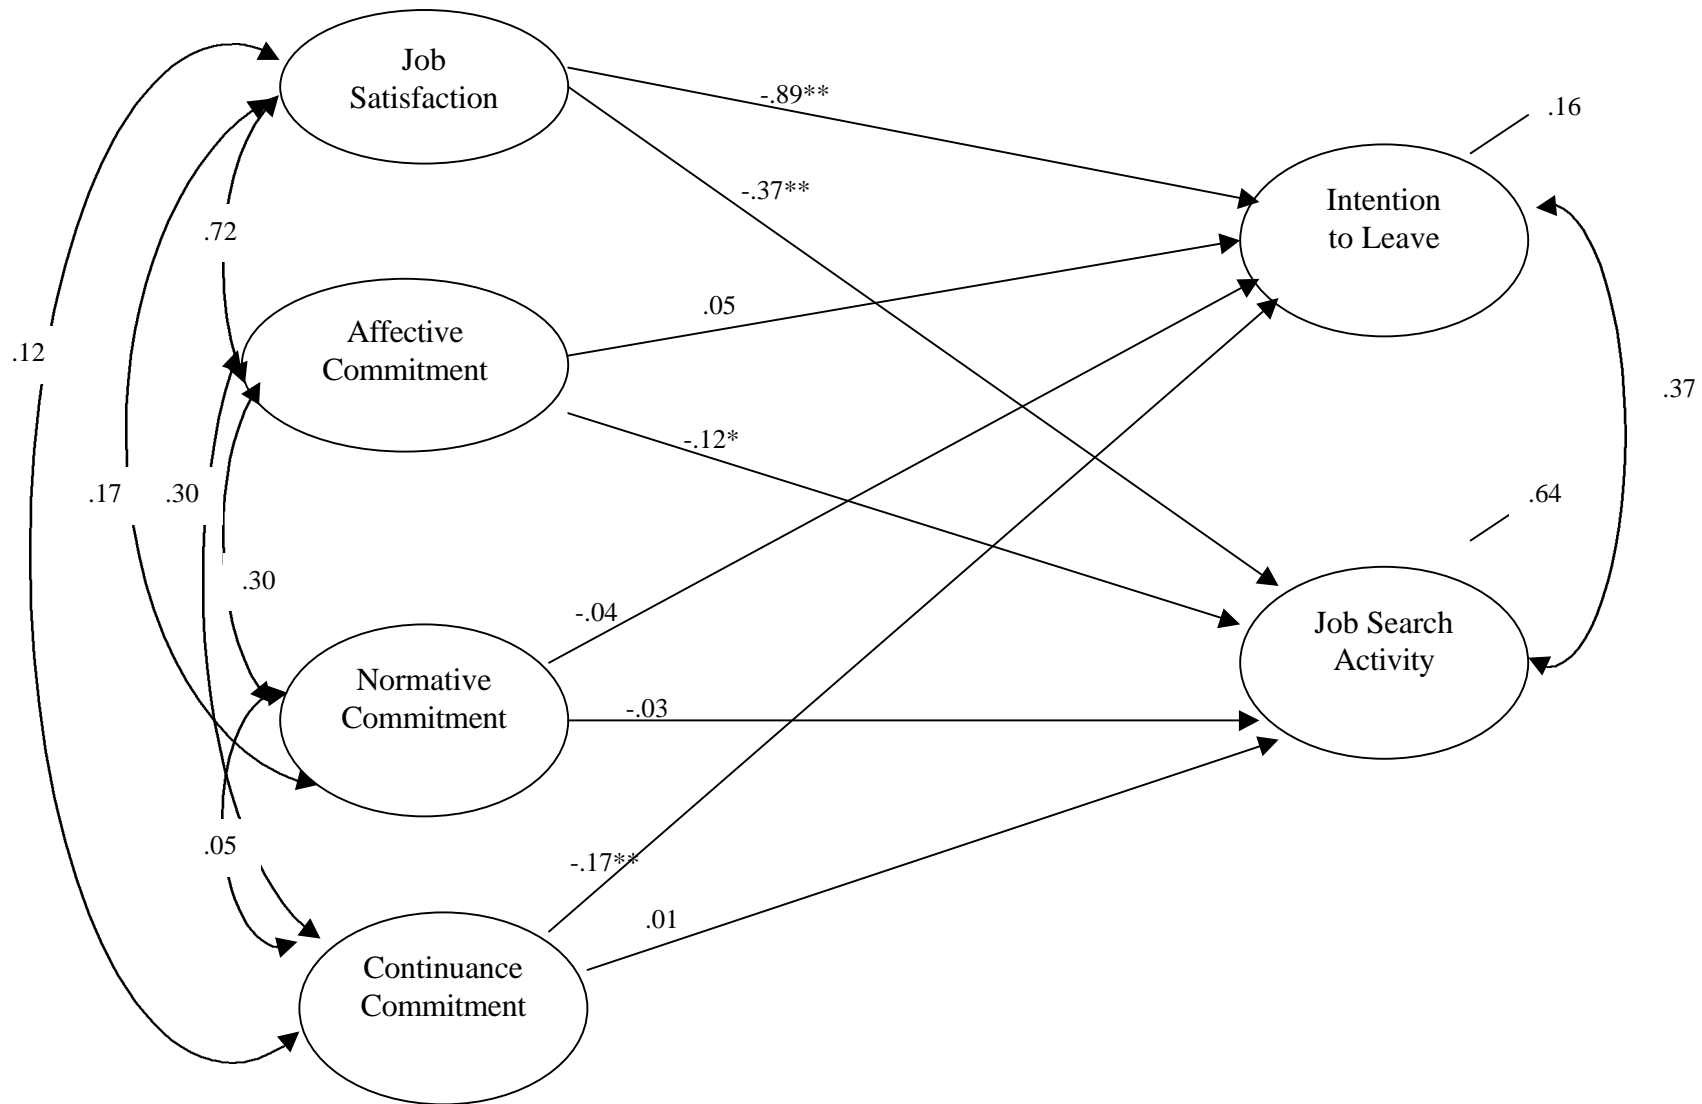 Job
Satisfaction
-.89**
.16
-.37**
Intention
to Leave
.72
.05
Affective
Commitment
.12
.37
-.12*
.17
.30
.64
.30
-.04
Job Search
Activity
Normative
Commitment
-.03
.05
-.17**
.01
Continuance
Commitment